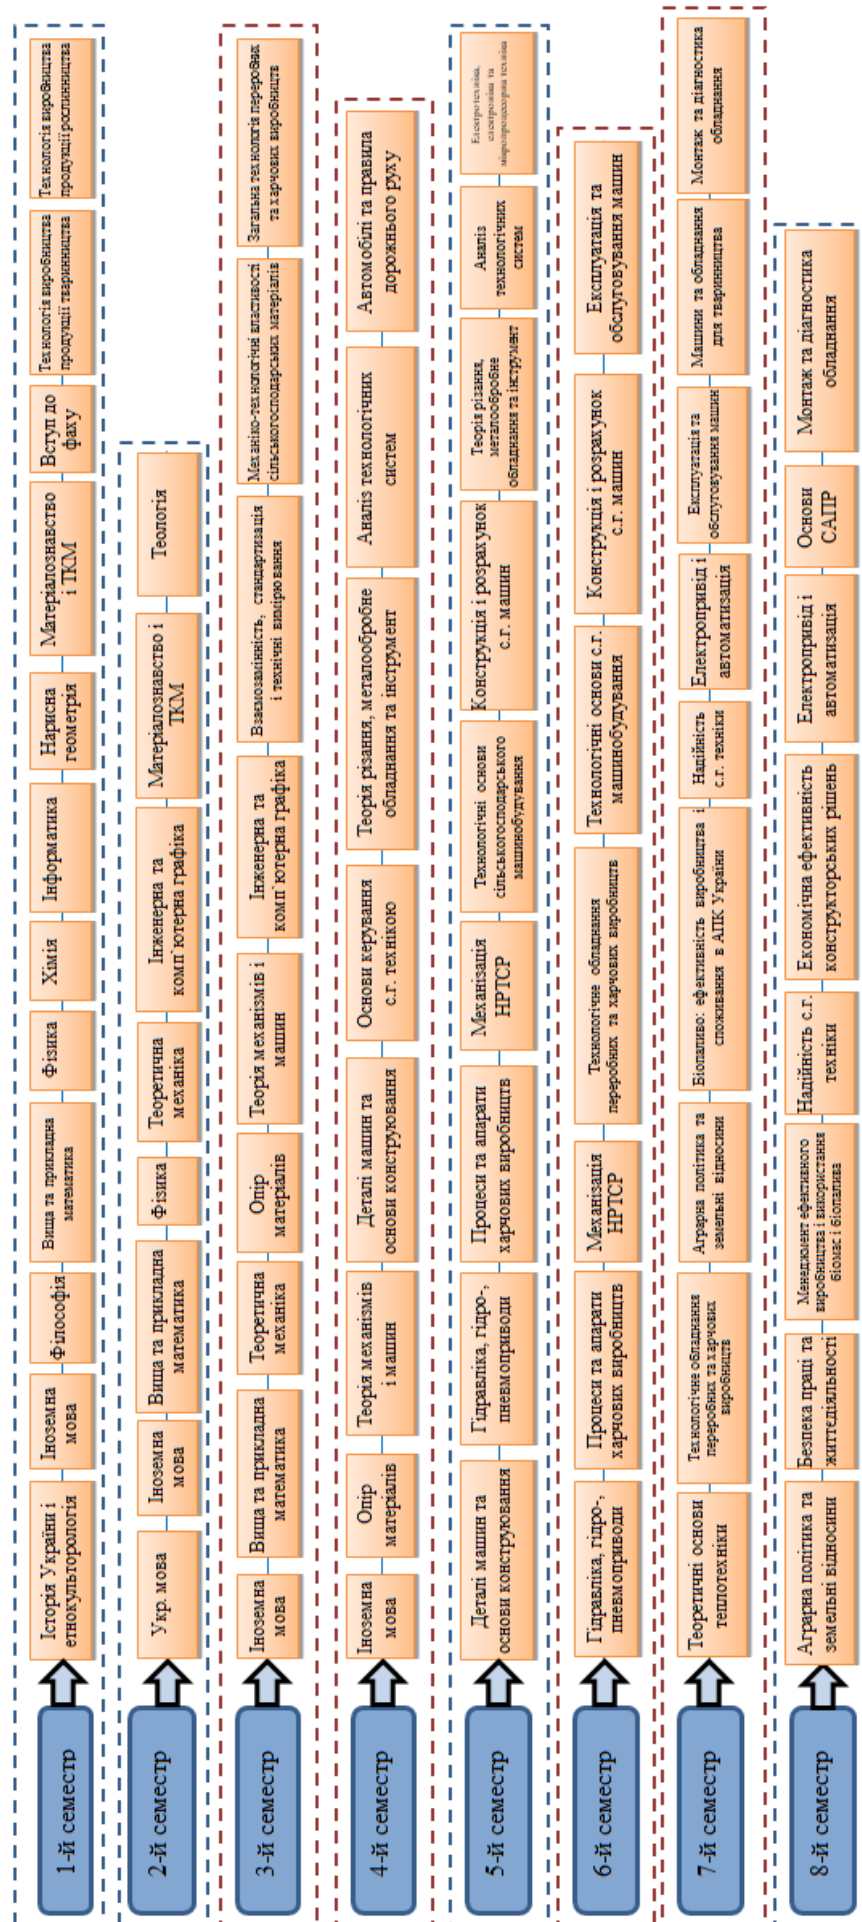 1-й семестр
Історія України і
етнокульторологія
Іноземна
мова
Філософія
Вища та прикладна
математика
Фізика
Хімія
Інформатика
Нарисна
геометрія
Матеріалознавство
і ТКМ
Вступ до
фаху
Технологія виробництва
продукції тваринництва
Технологія виробництва
продукції рослинництва
2-й семестр
Укр. мова
Іноземна
мова
Вища та прикладна
математика
Фізика
Теоретична
механіка
Інженерна та
комп`ютерна графіка
Матеріалознавство і
ТКМ
Теологія
3-й семестр
Іноземна
мова
Вища та прикладна
математика
Теоретична
механіка
Опір
матеріалів
Теорія механізмів і
машин
Інженерна та
комп`ютерна графіка
Взаємозамінність, стандартизація
і технічні вимірювання
Механіко-технологічні властивості
сільськогосподарських матеріалів
Загальна технологія переробних
та харчових виробництв
4-й семестр
Іноземна
мова
Опір
матеріалів
Теорія механізмів
і машин
Деталі машин та
основи конструювання
Основи керування
с.г. технікою
Теорія різання, металообробне
обладнання та інструмент
Аналіз технологічних
систем
Автомобілі та правила
дорожнього руху
5-й семестр
Деталі машин та
основи конструювання
Гідравліка, гідро-,
пневмоприводи
Процеси та апарати
харчових виробництв
Механізація
НРТСР
Технологічні основи
сільськогосподарського
машинобудування
Конструкція і розрахунок
с.г. машин
Теорія різання,
металообробне
обладнання та інструмент
Аналіз
технологічних
систем
Електротехніка,
електроніка та
мікропроцесорна техніка
6-й семестр
Гідравліка, гідро-,
пневмоприводи
Процеси та апарати
харчових виробництв
Механізація
НРТСР
Технологічне обладнання
переробних та харчових виробництв
Технологічні основи с.г.
машинобудування
Конструкція і розрахунок
с.г. машин
Експлуатація та
обслуговування машин
7-й семестр
Теоретичні основи
теплотехніки
Технологічне обладнання
переробних та харчових
виробництв
Аграрна політика та
земельні відносини
Біопаливо: ефективність виробництва і
споживання в АПК України
Надійність
с.г. техніки
Електропривід і
автоматизація
Експлуатація та
обслуговування машин
Машини та обладнання
для тваринництва
Монтаж та діагностика
обладнання
8-й семестр
Аграрна політика та
земельні відносини
Безпека праці та
життєдіяльності
Менеджмент ефективного
виробництва і використання
біомас і біопалива
Надійність с.г.
техніки
Економічна ефективність
конструкторських рішень
Електропривід і
автоматизація
Основи
САПР
Монтаж та діагностика
обладнання